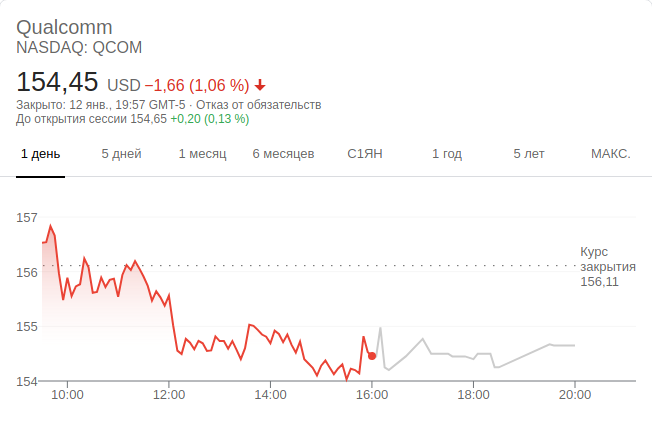 Qualcomm
NASDAQ: QCOM
154,45 USD −1,66 (1,06 %)
Закрыто: 12 янв., 19:57 GMT-5 · Отказ от обязательств
До открытия сессии 154,65 +0,20 (0,13 %)
1 день 5 дней 1 месяц 6 месяцев С1ЯН 1 год 5 лет МАКС.
157
156
155
154
Курс
закрытия
156,11
10:00 12:00 14:00 16:00 18:00 20:00